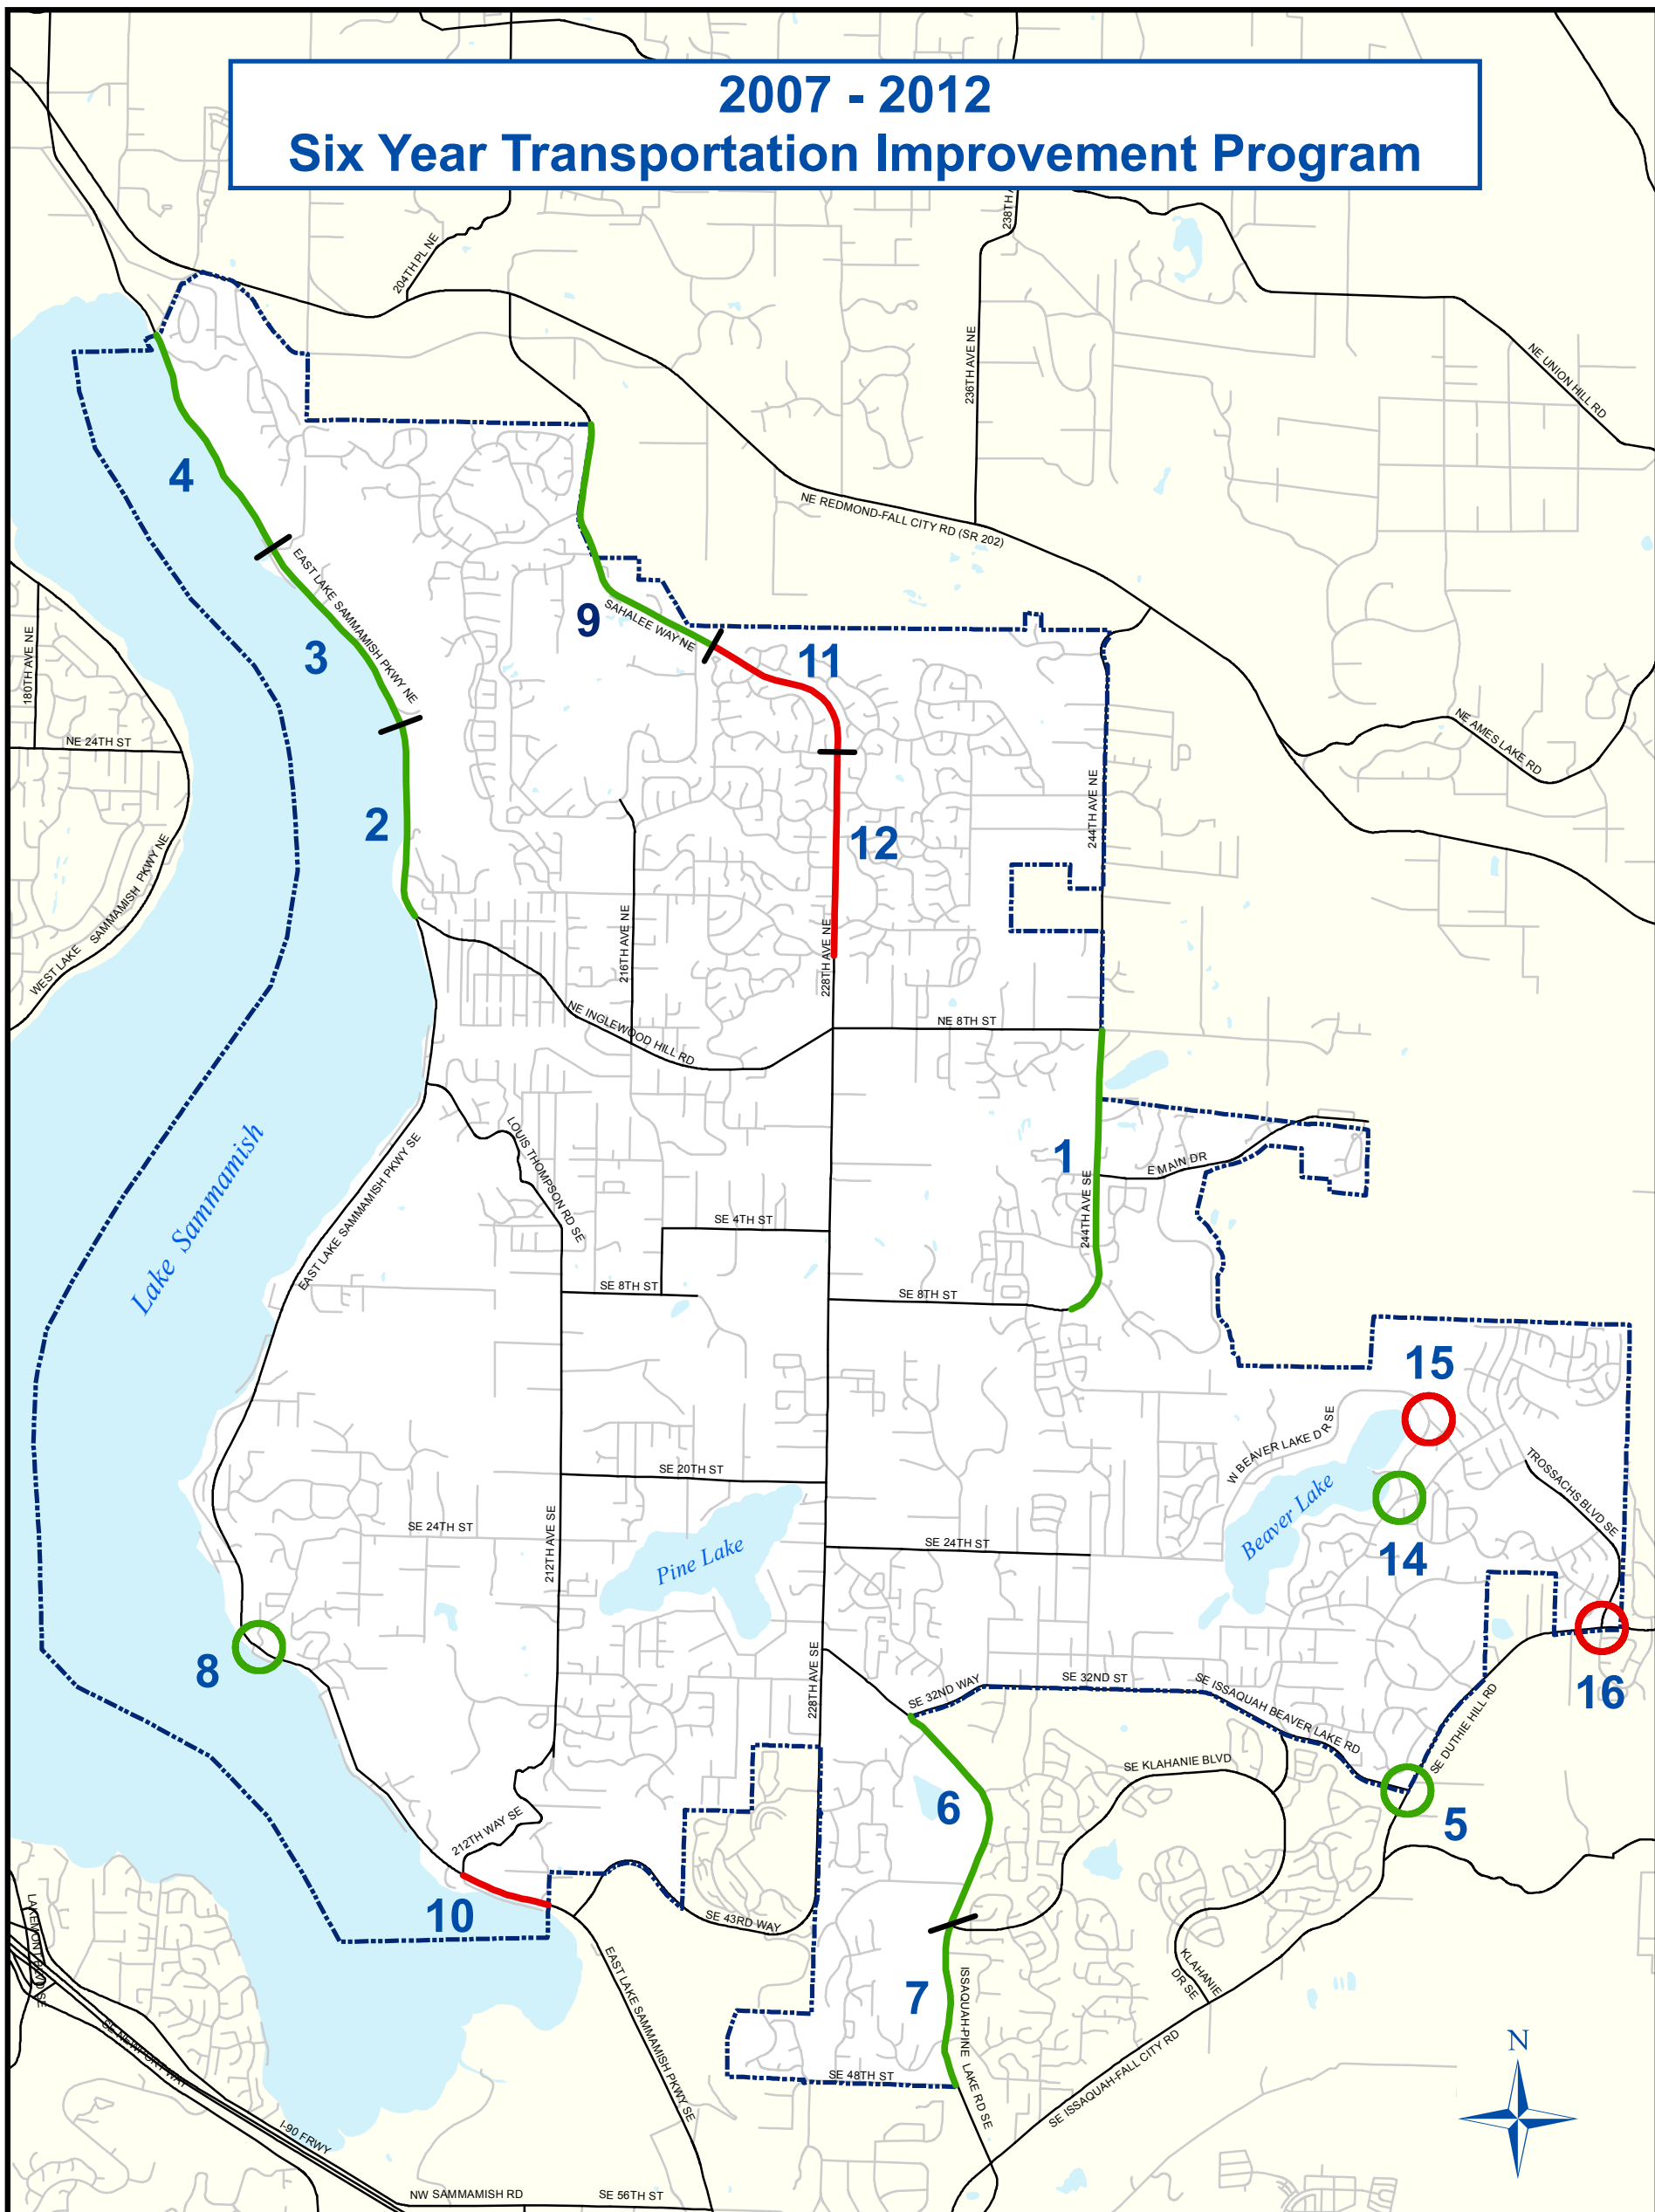 2007 - 2012
Six Year Transportation Improvement Program
204TH PL NE
238TH A
236TH AVE NE
NE UNION HILL RD
4
NE REDMOND-FALL CITY RD (SR 202)
EAST LAKE SAMMAMISH PKWY NE
180TH AVE NE
9
SAHALEE WAY NE
3
11
NE 24TH ST
NE AMES LAKE RD
2
12
244TH AVE NE
WEST LAKE SAMMAMISH PKWY NE
216TH AVE NE
228TH AVE NE
NE INGLEWOOD HILL RD
NE 8TH ST
Lake Sammamish
EAST LAKE SAMMAMISH PKWY SE
LOUIS THOMPSON RD SE
1
E MAIN DR
244TH AVE SE
SE 4TH ST
SE 8TH ST
SE 8TH ST
15
W BEAVER LAKE DR SE
SE 20TH ST
Beaver Lake
TROSSACHS BLVD SE
SE 24TH ST
212TH AVE SE
Pine Lake
SE 24TH ST
14
8
228TH AVE SE
SE 32ND WAY
SE 32ND ST
SE ISSAQUAH BEAVER LAKE RD
16
SE DUTHIE HILL RD
SE KLAHANIE BLVD
6
5
212TH WAY SE
10
SE 43RD WAY
LAKEMONT BLVD SE
EAST LAKE SAMMAMISH PKWY SE
7
ISSAQUAH-PINE LAKE RD SE
KLAHANIE
DR SE
SE NEWPORT WAY
SE 48TH ST
SE ISSAQUAH-FALL CITY RD
N
I-90 FRWY
NW SAMMAMISH RD
SE 56TH ST